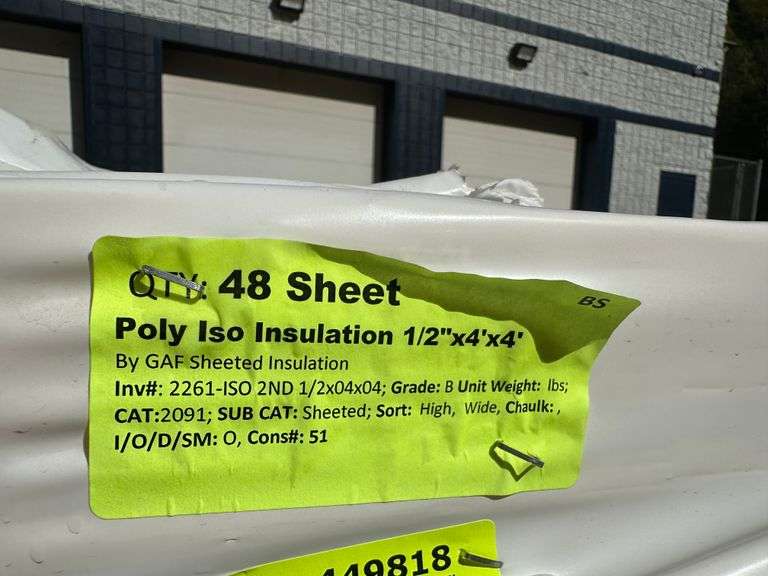 QTY: 48 Sheet
BS
Poly Iso Insulation 1/2"x4'x4'
By GAF Sheeted Insulation
Inv#: 2261-ISO 2ND 1/2x04x04; Grade: B Unit Weight: lbs;
CAT:2091; SUB CAT: Sheeted; Sort: High, Wide, Chaulk: ,
I/O/D/SM: O, Cons#: 51
449818